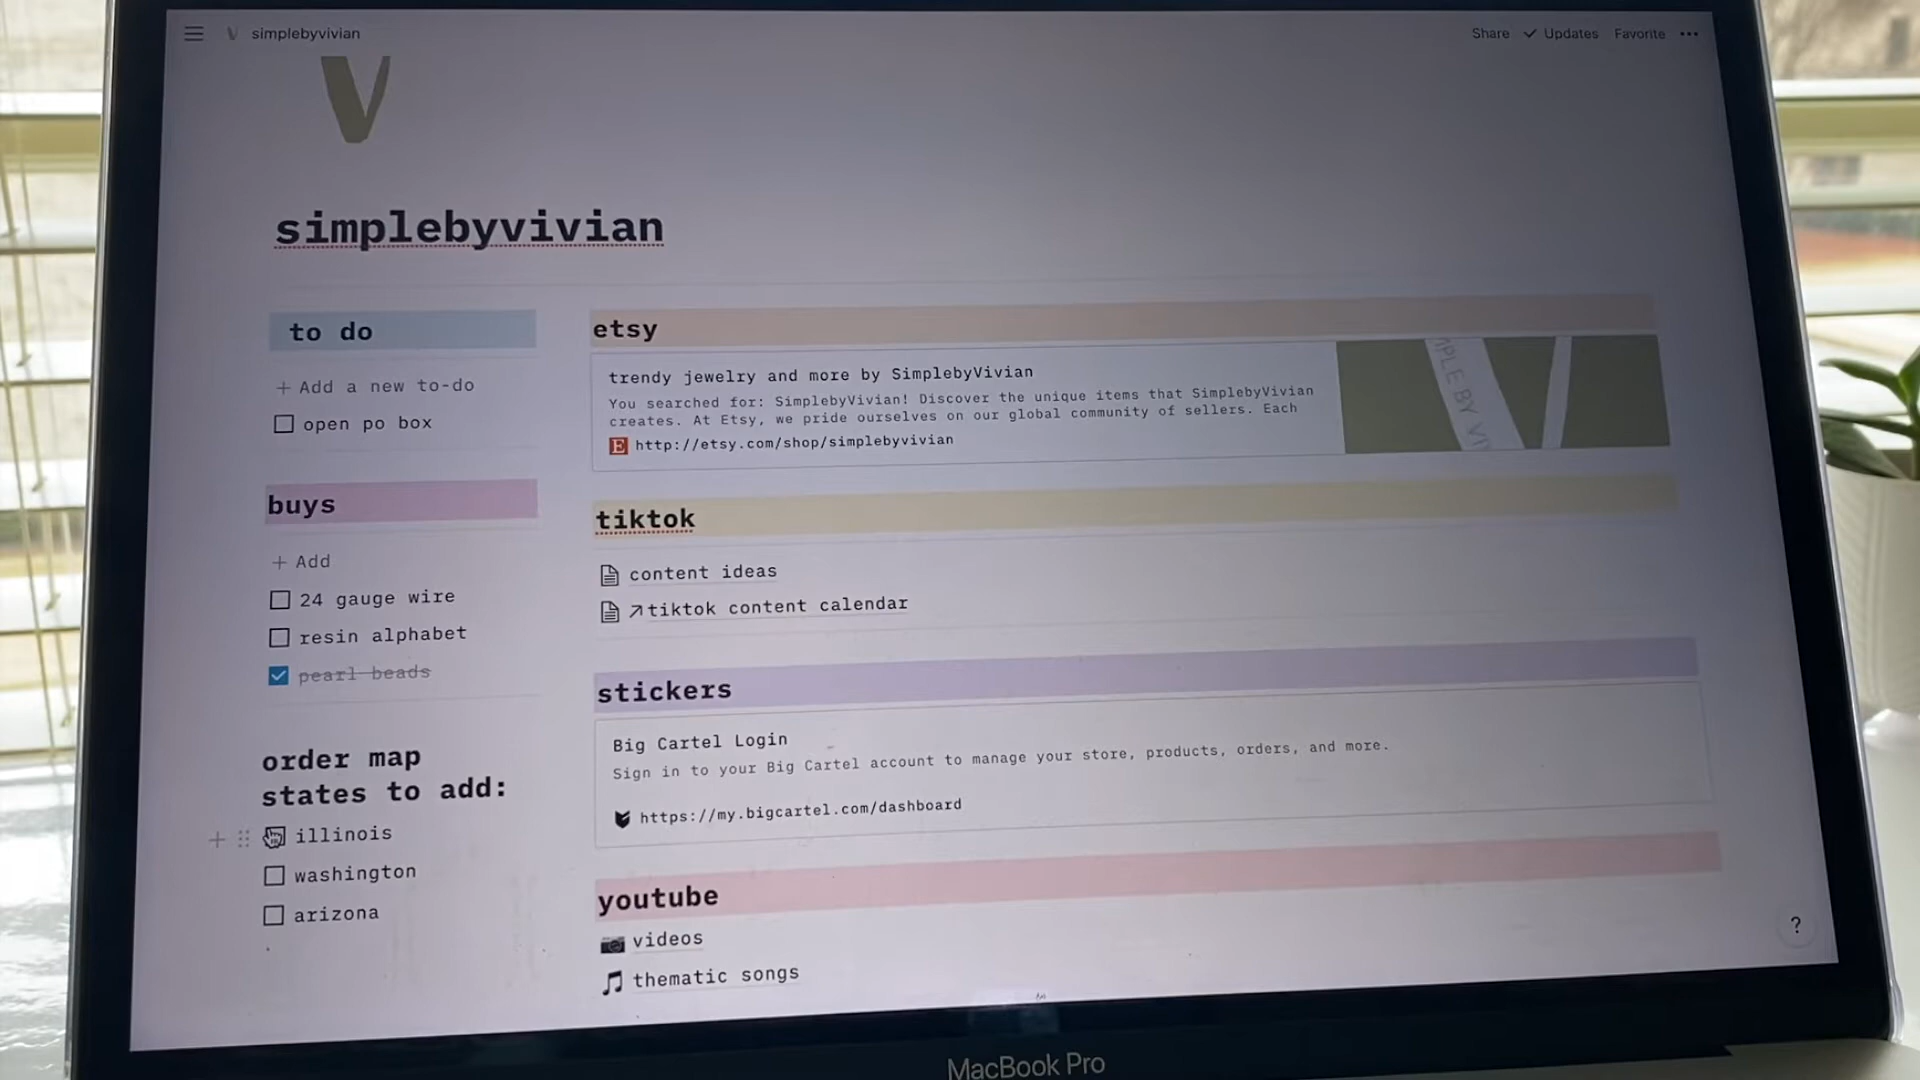 simplebyvivian
Share ✓ Updates Favorite •••
V
simplebyvivian
to do
+ Add a new to-do
open po box
buys
+ Add
24 gauge wire
resin alphabet
pearl beads
order map
states to add:
illinois
washington
arizona
etsy
trendy jewelry and more by SimplebyVivian
You searched for: SimplebyVivian! Discover the unique items that SimplebyVivian
creates. At Etsy, we pride ourselves on our global community of sellers. Each
E http://etsy.com/shop/simplebyvivian
MPLE BY VI
tiktok
content ideas
tiktok content calendar
stickers
Big Cartel Login
Sign in to your Big Cartel account to manage your store, products, orders, and more.
https://my.bigcartel.com/dashboard
youtube
videos
thematic songs
?
MacBook Pro